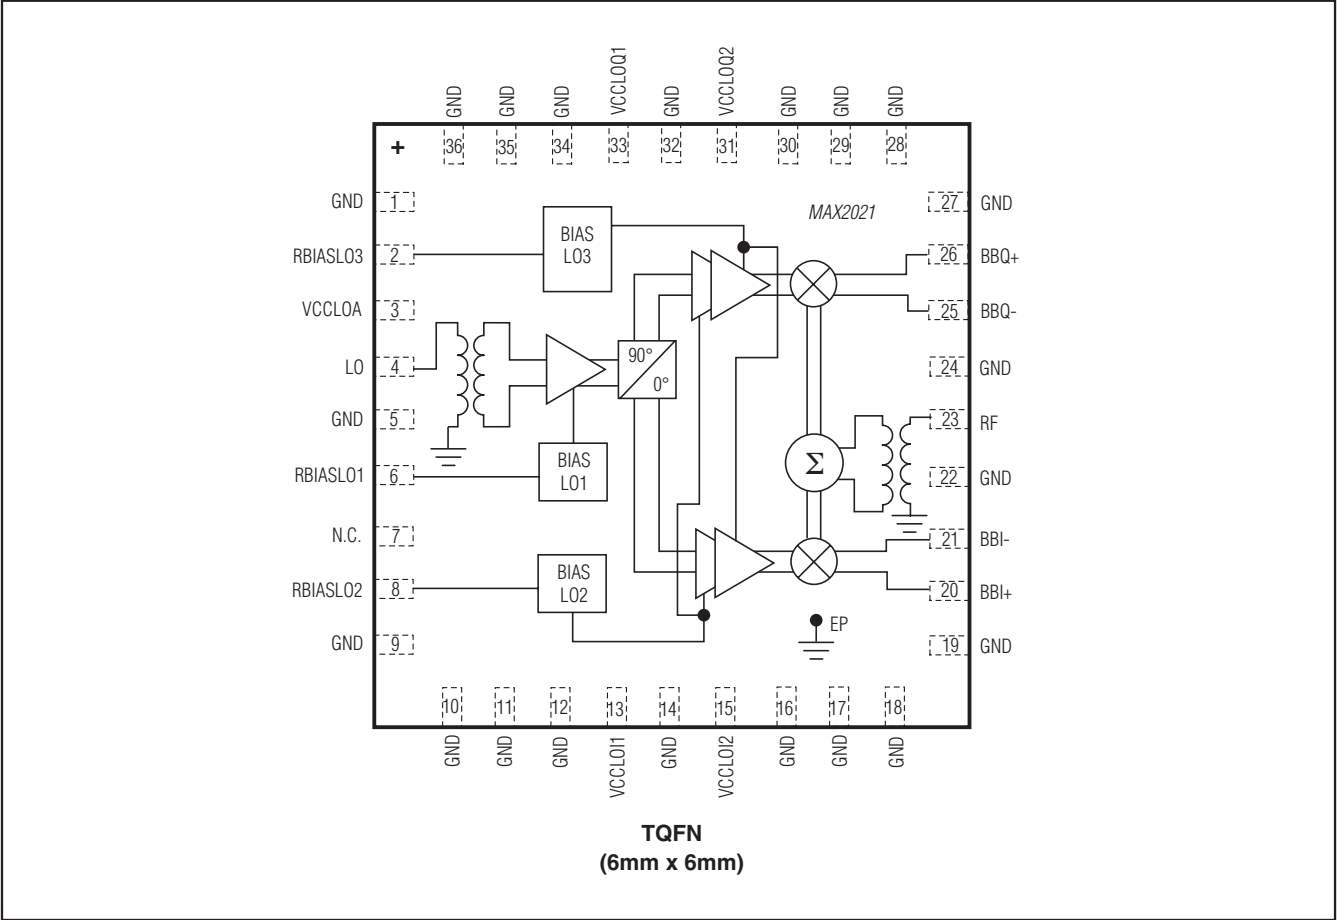 GND GND GND VCCLOQ1 GND VCCLOQ2 GND GND GND
+ 36 35 34 33 32 31 30 29 28
GND 1 MAX2021 27 GND
RBIASLO3 2 BIAS LO3 26 BBQ+
VCCLOA 3 25 BBQ-
LO 4 90° 0° 24 GND
GND 5 23 RF
RBIASLO1 6 BIAS LO1 Σ 22 GND
N.C. 7 21 BBI-
RBIASLO2 8 BIAS LO2 20 BBI+
GND 9 EP 19 GND
10 11 12 13 14 15 16 17 18
GND GND GND VCCLOI1 GND VCCLOI2 GND GND GND
TQFN
(6mm x 6mm)